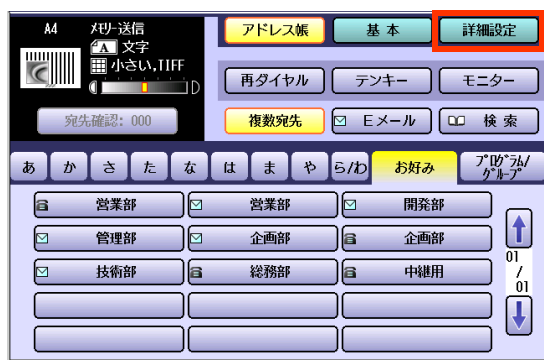 A4 ﾒﾓﾘｰ送信
A 文字
小さい,TIFF
D
宛先確認: 000
アドレス帳 基本 詳細設定
再ダイヤル テンキー モニター
複数宛先 Eメール 検索
あ か さ た な は ま や ら/わ お好み ﾌﾟﾛｸﾞﾗﾑ/
ｸﾞﾙｰﾌﾟ
営業部 営業部 開発部
管理部 企画部 企画部
技術部 総務部 中継用
01
/
01